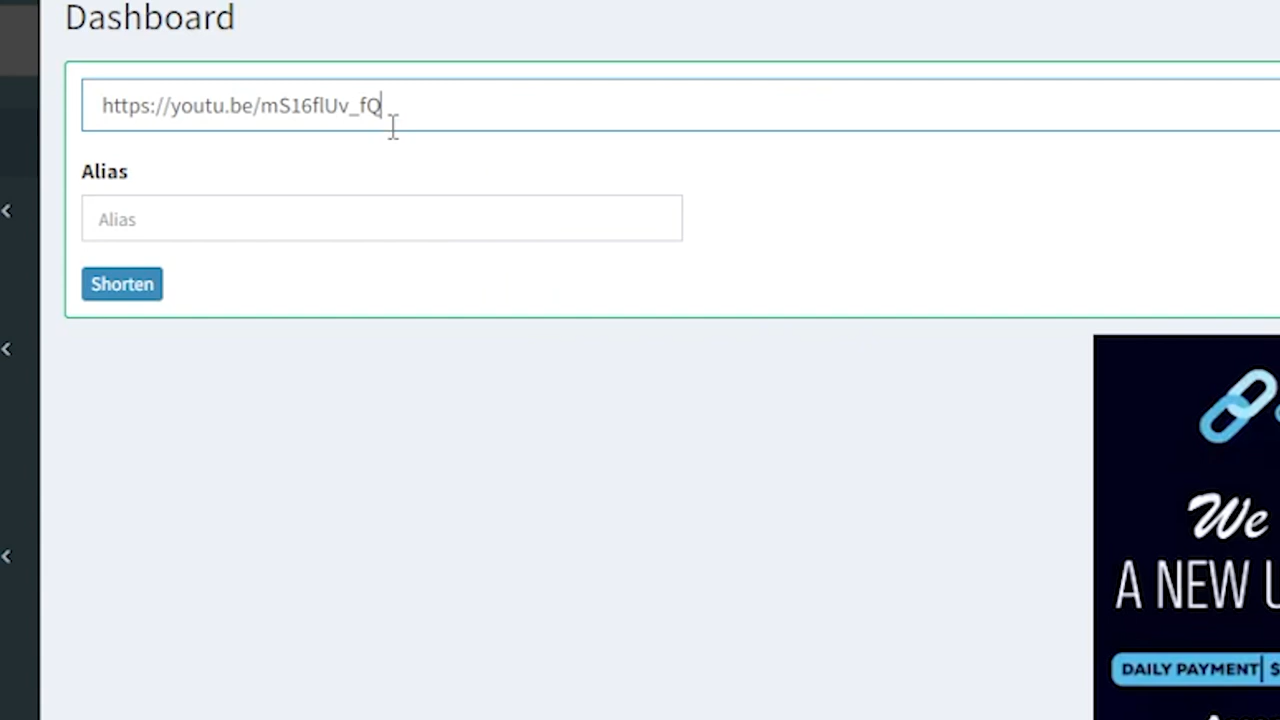 Dashboard
https://youtu.be/mS16flUv_fQ
Alias
Alias
Shorten
We
A NEW
DAILY PAYMENT $